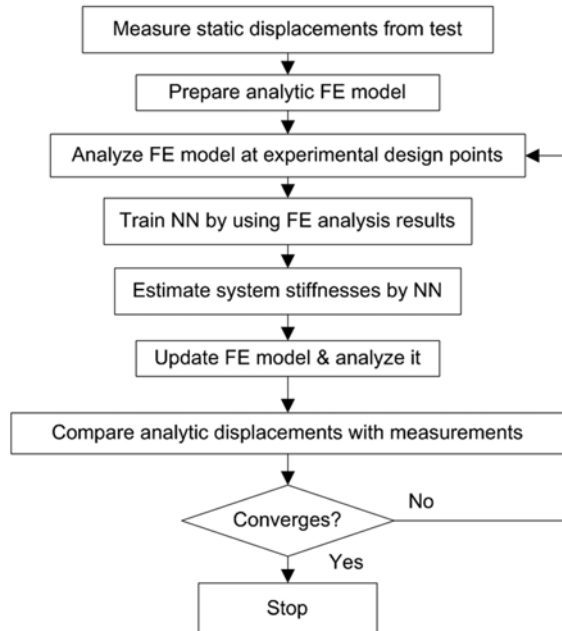 Measure static displacements from test
Prepare analytic FE model
Analyze FE model at experimental design points
Train NN by using FE analysis results
Estimate system stiffnesses by NN
Update FE model & analyze it
Compare analytic displacements with measurements
Converges?
No
Yes
Stop